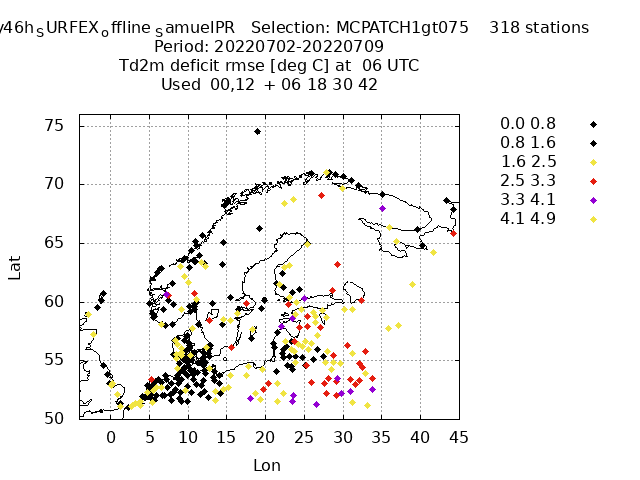 y46hSURFEXoffline SamuelPR Selection: MCPATCH1gt075 318 stations
Period: 20220702-20220709
Td2m deficit rmse [deg C] at 06 UTC
Used 00,12 + 06 18 30 42
0.0 0.8
0.8 1.6
1.6 2.5
2.5 3.3
3.3 4.1
4.1 4.9
75
70
65
60
55
50
Lat
0 5 10 15 20 25 30 35 40 45
Lon